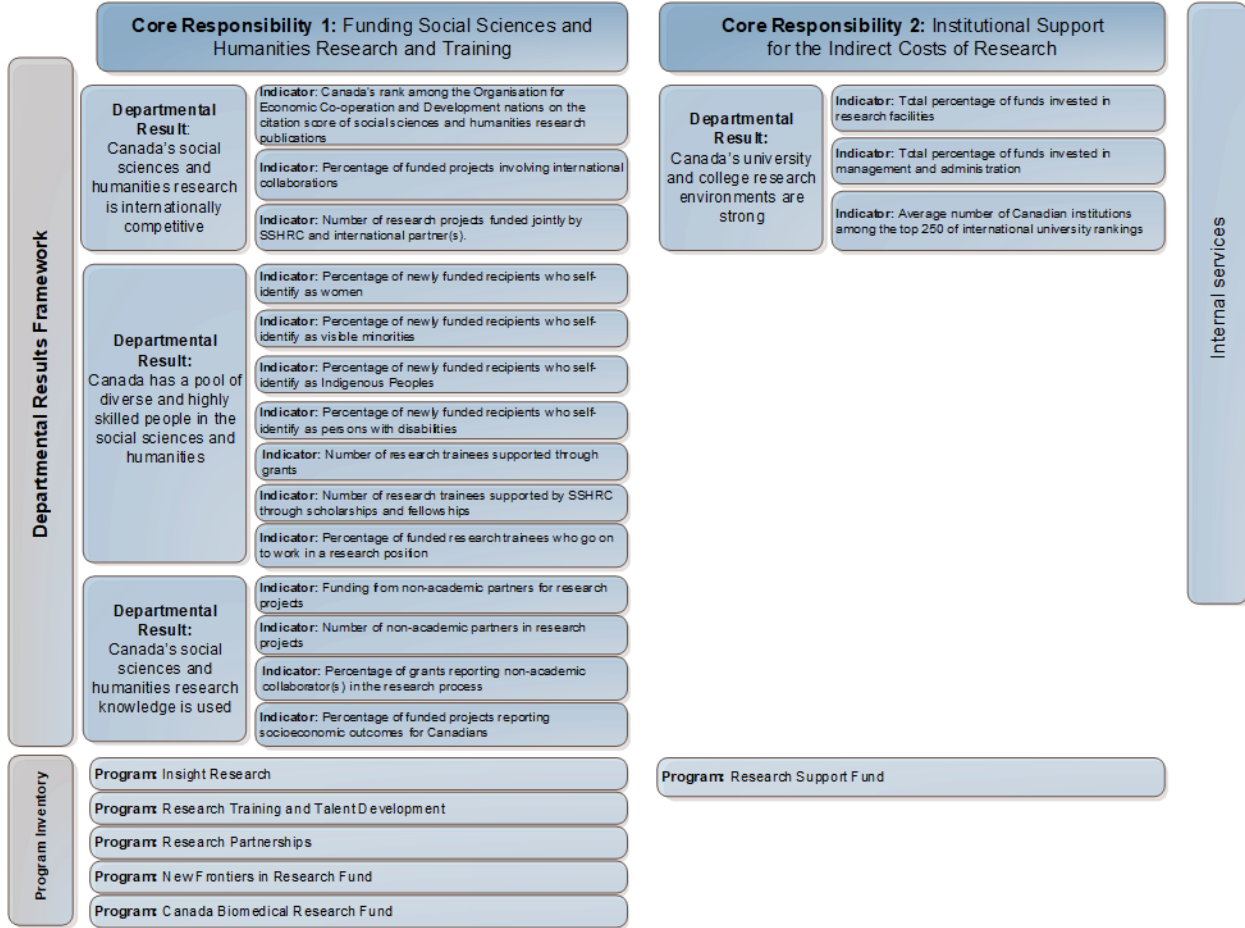 Core Responsibility 1: Funding Social Sciences and
Humanities Research and Training
Core Responsibility 2: Institutional Support
for the Indirect Costs of Research
Internal services
Departmental Results Framework
Departmental
Result:
Canada's social
sciences and
humanities research
is internationally
competitive
Indicator: Canada's rank among the Organisation for
Economic Co-operation and Development nations on the
citation score of social sciences and humanities research
publications
Indicator: Percentage of funded projects involving international
collaborations
Indicator: Number of research projects funded jointly by
SSHRC and international partner(s).
Departmental
Result:
Canada has a pool of
diverse and highly
skilled people in the
social sciences and
humanities
Indicator: Percentage of newly funded recipients who self-
identify as women
Indicator: Percentage of newly funded recipients who self-
identify as visible minorities
Indicator: Percentage of newly funded recipients who self-
identify as Indigenous Peoples
Indicator: Percentage of newly funded recipients who self-
identify as persons with disabilities
Indicator: Number of research trainees supported through
grants
Indicator: Number of research trainees supported by SSHRC
through scholarships and fellowships
Indicator: Percentage of funded research trainees who go on
to work in a research position
Departmental
Result:
Canada's social
sciences and
humanities research
knowledge is used
Indicator: Funding from non-academic partners for research
projects
Indicator: Number of non-academic partners in research
projects
Indicator: Percentage of grants reporting non-academic
collaborator(s) in the research process
Indicator: Percentage of funded projects reporting
socioeconomic outcomes for Canadians
Departmental
Result:
Canada's university
and college research
environments are
strong
Indicator: Total percentage of funds invested in
research facilities
Indicator: Total percentage of funds invested in
management and administration
Indicator: Average number of Canadian institutions
among the top 250 of international university rankings
Program Inventory
Program: Insight Research
Program: Research Training and Talent Development
Program: Research Partnerships
Program: New Frontiers in Research Fund
Program: Canada Biomedical Research Fund
Program: Research Support Fund